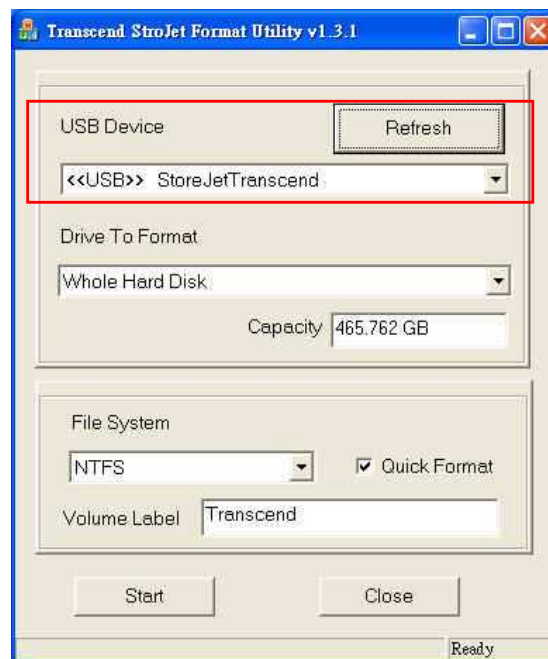 Transcend StroJet Format Utility v1.3.1
USB Device
Refresh
<<USB>> StoreJetTranscend
Drive To Format
Whole Hard Disk
Capacity 465.762 GB
File System
NTFS
Quick Format
Volume Label Transcend
Start Close
Ready